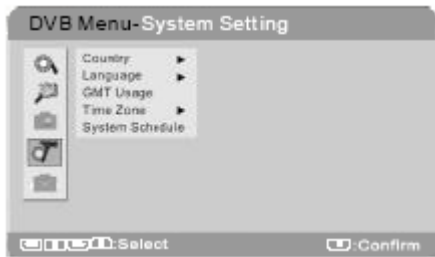 DVB Menu-System Setting
Country
Language
GMT Usage
Time Zone
System Schedule
:Select
:Confirm